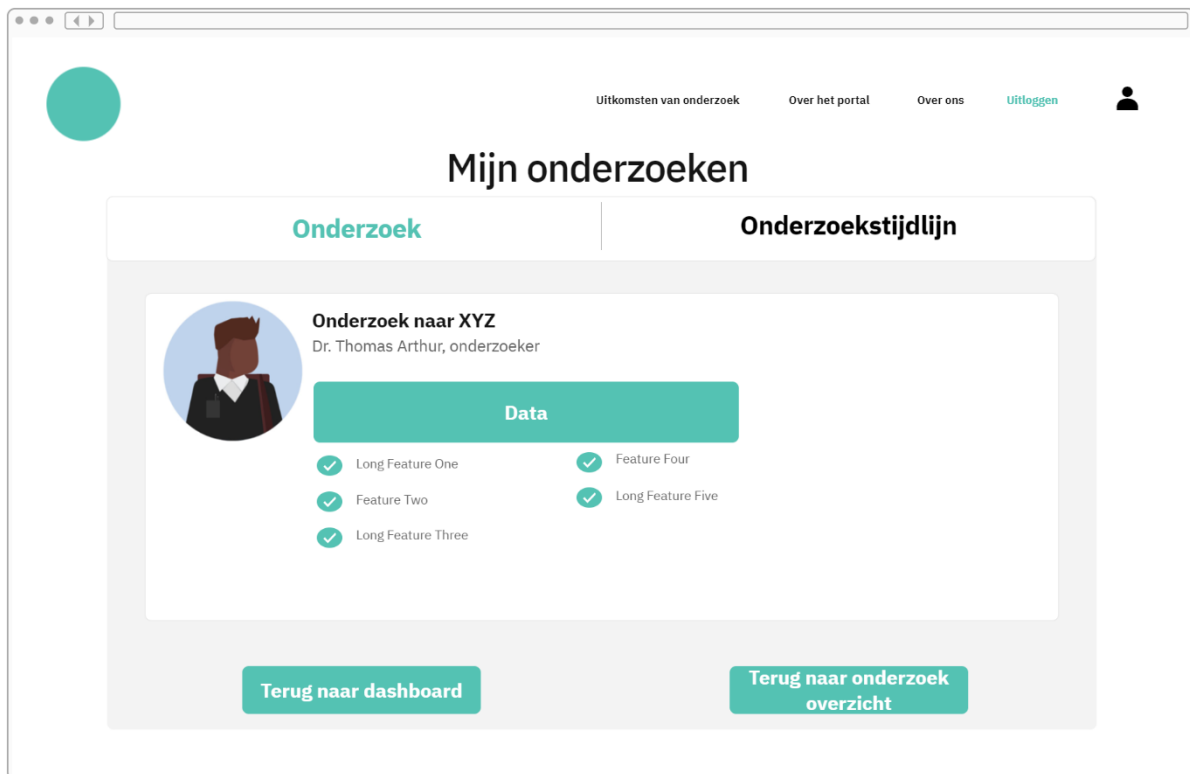 Uitkomsten van onderzoek
Over het portal
Over ons
Uitloggen
Mijn onderzoeken
Onderzoek
Onderzoekstijdlijn
Onderzoek naar XYZ
Dr. Thomas Arthur, onderzoeker
Data
Long Feature One
Feature Two
Long Feature Three
Feature Four
Long Feature Five
Terug naar dashboard
Terug naar onderzoek
overzicht